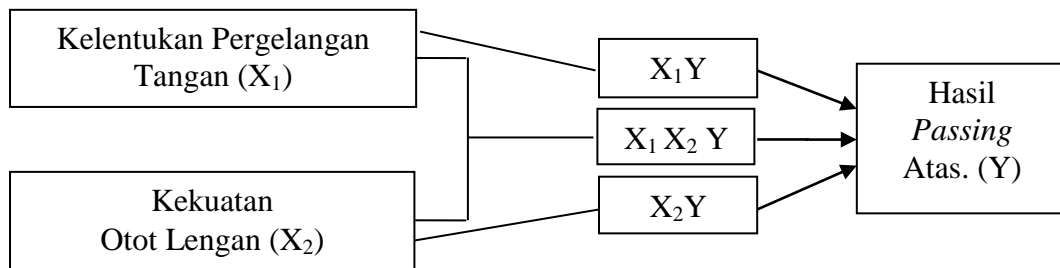 Kelentukan Pergelangan
Tangan (X₁)
Kekuatan
Otot Lengan (X₂)
X₁Y
X₁ X₂ Y
X₂Y
Hasil
Passing
Atas. (Y)